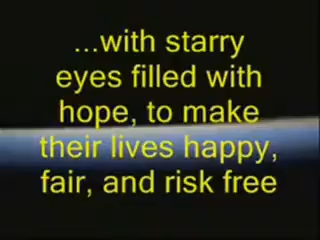 ...with starry
eyes filled with
hope, to make
their lives happy,
fair, and risk free